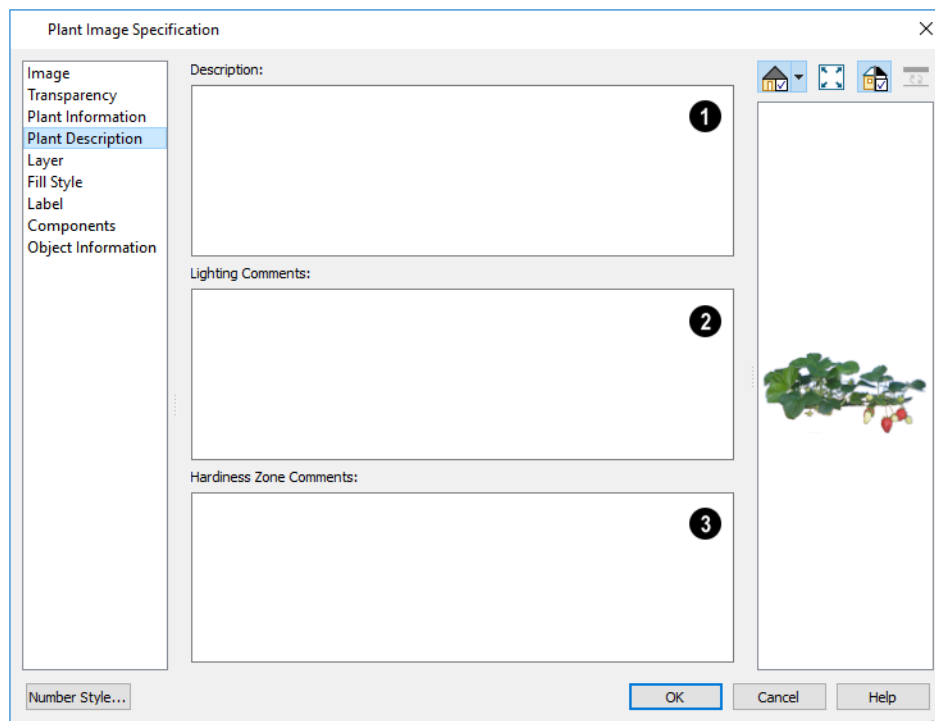 Plant Image Specification
Image
Transparency
Plant Information
Plant Description
Layer
Fill Style
Label
Components
Object Information
Description:
1
Lighting Comments:
2
Hardiness Zone Comments:
3
Number Style...
OK
Cancel
Help